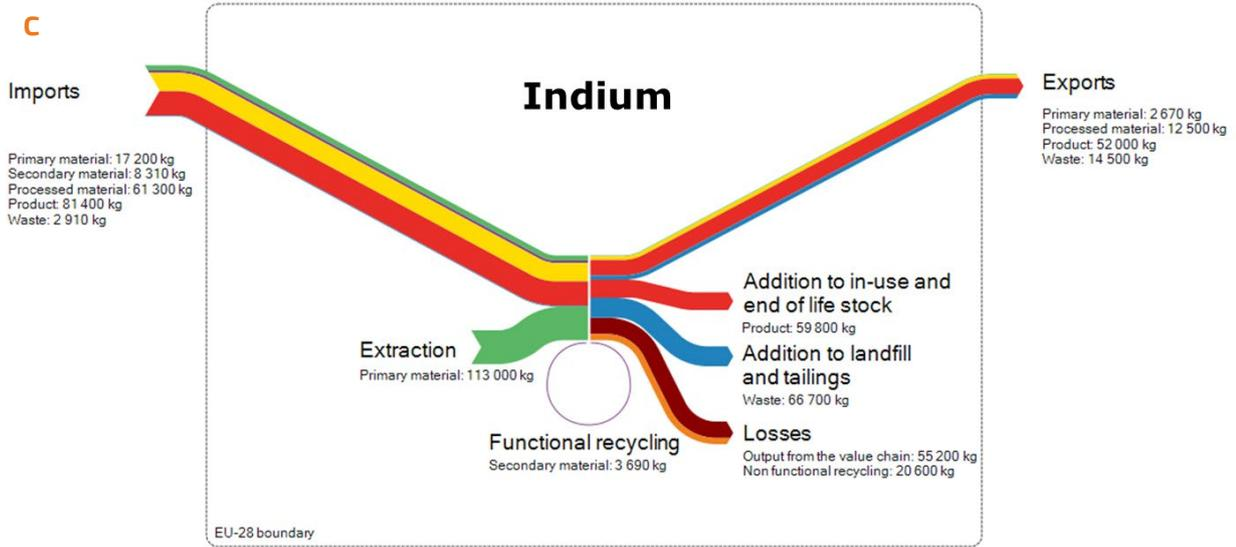 C
Indium
Imports
Primary material: 17 200 kg
Secondary material: 8 310 kg
Processed material: 61 300 kg
Product: 81 400 kg
Waste: 2 910 kg
Exports
Primary material: 2 670 kg
Processed material: 12 500 kg
Product: 52 000 kg
Waste: 14 500 kg
Addition to in-use and
end of life stock
Product: 59 800 kg
Extraction
Primary material: 113 000 kg
Addition to landfill
and tailings
Waste: 66 700 kg
Functional recycling
Secondary material: 3 690 kg
Losses
Output from the value chain: 55 200 kg
Non functional recycling: 20 600 kg
EU-28 boundary